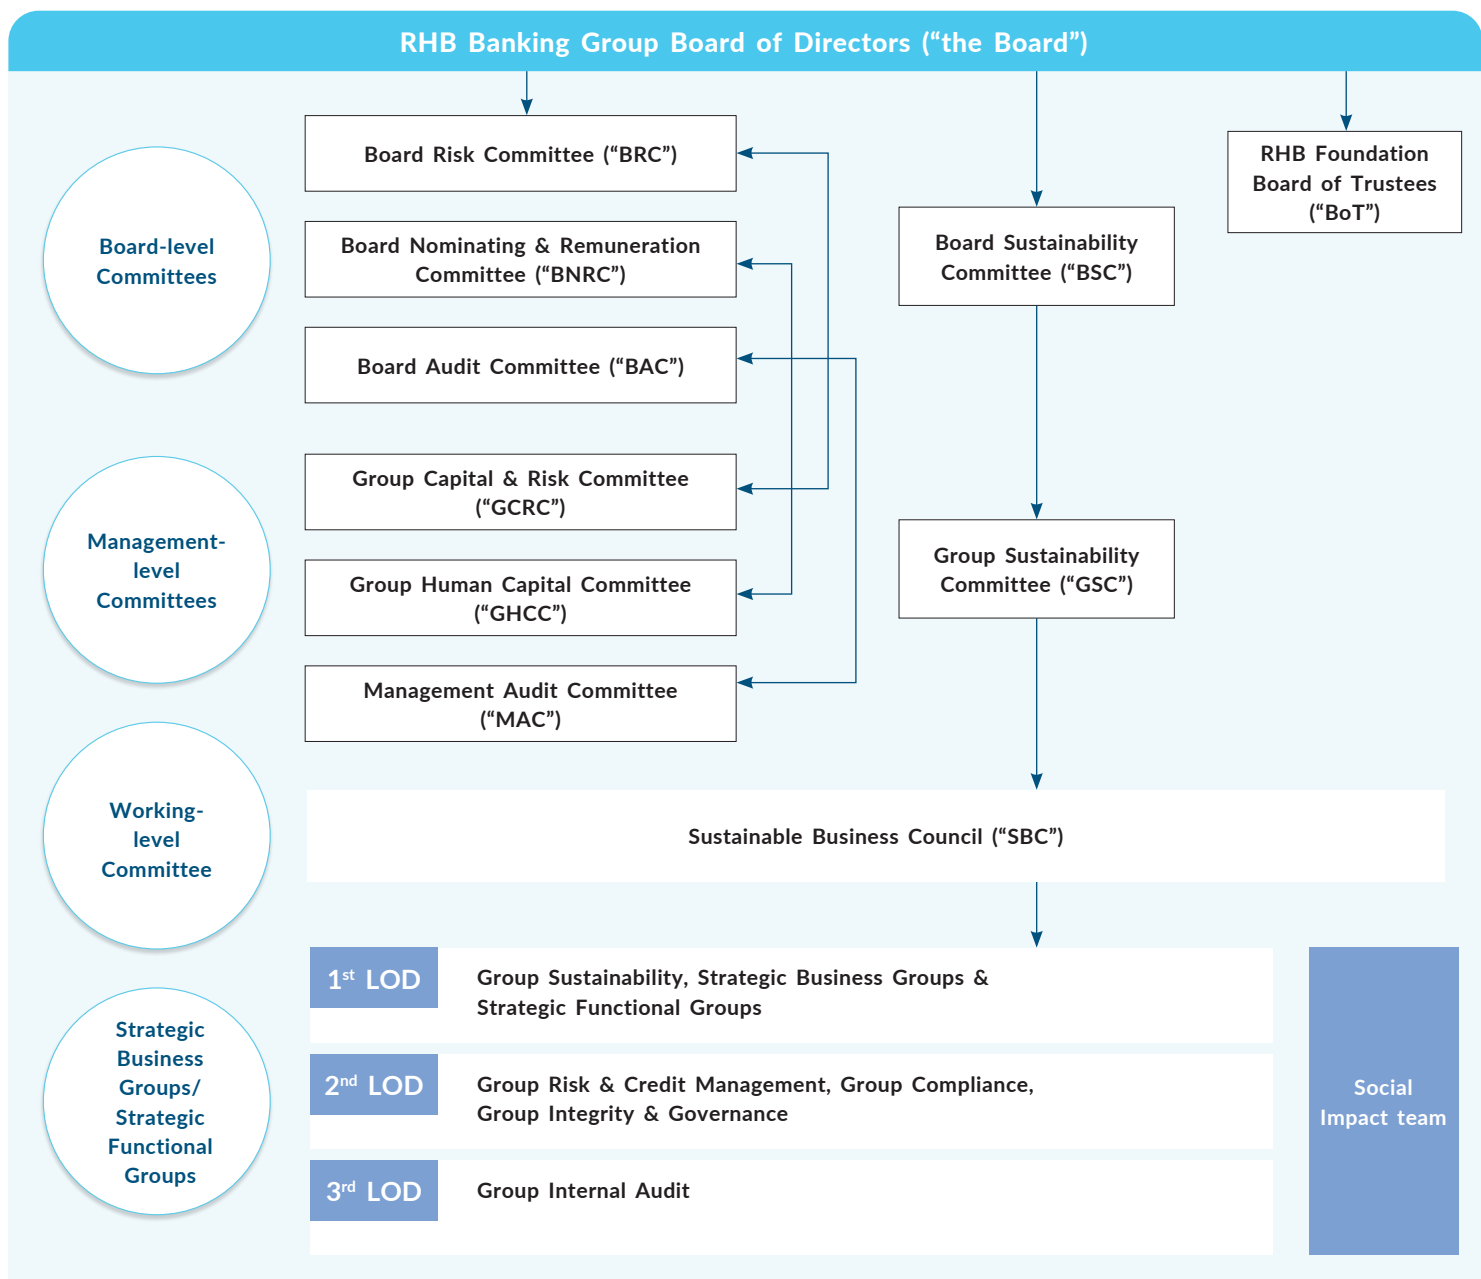 RHB Banking Group Board of Directors (“the Board”)
Board-level
Committees
Board Risk Committee (“BRC”)
Board Nominating & Remuneration
Committee (“BNRC”)
Board Audit Committee (“BAC”)
Board Sustainability
Committee (“BSC”)
RHB Foundation
Board of Trustees
(“BoT”)
Management-
level
Committees
Group Capital & Risk Committee
(“GCRC”)
Group Human Capital Committee
(“GHCC”)
Management Audit Committee
(“MAC”)
Group Sustainability
Committee (“GSC”)
Working-
level
Committee
Sustainable Business Council (“SBC”)
Strategic
Business
Groups/
Strategic
Functional
Groups
1st LOD
Group Sustainability, Strategic Business Groups &
Strategic Functional Groups
2nd LOD
Group Risk & Credit Management, Group Compliance,
Group Integrity & Governance
3rd LOD
Group Internal Audit
Social
Impact team